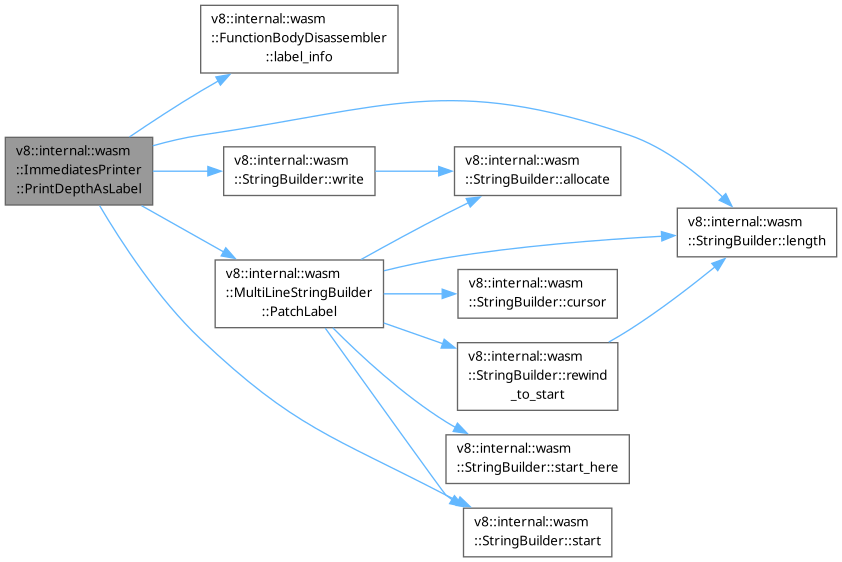 v8::internal::wasm
::FunctionBodyDisassembler
::label_info
v8::internal::wasm
::ImmediatesPrinter
::PrintDepthAsLabel
v8::internal::wasm
::StringBuilder::write
v8::internal::wasm
::StringBuilder::allocate
v8::internal::wasm
::StringBuilder::length
v8::internal::wasm
::MultiLineStringBuilder
::PatchLabel
v8::internal::wasm
::StringBuilder::cursor
v8::internal::wasm
::StringBuilder::rewind
_to_start
v8::internal::wasm
::StringBuilder::start_here
v8::internal::wasm
::StringBuilder::start